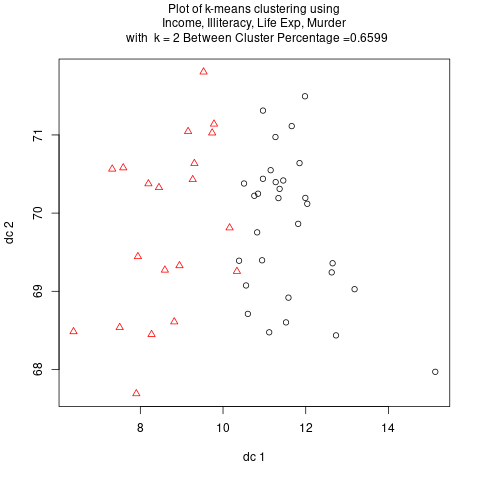 Plot of k-means clustering using
Income, Illiteracy, Life Exp, Murder
with k = 2 Between Cluster Percentage =0.6599
71
70
69
68
dc 2
8 10 12 14
dc 1